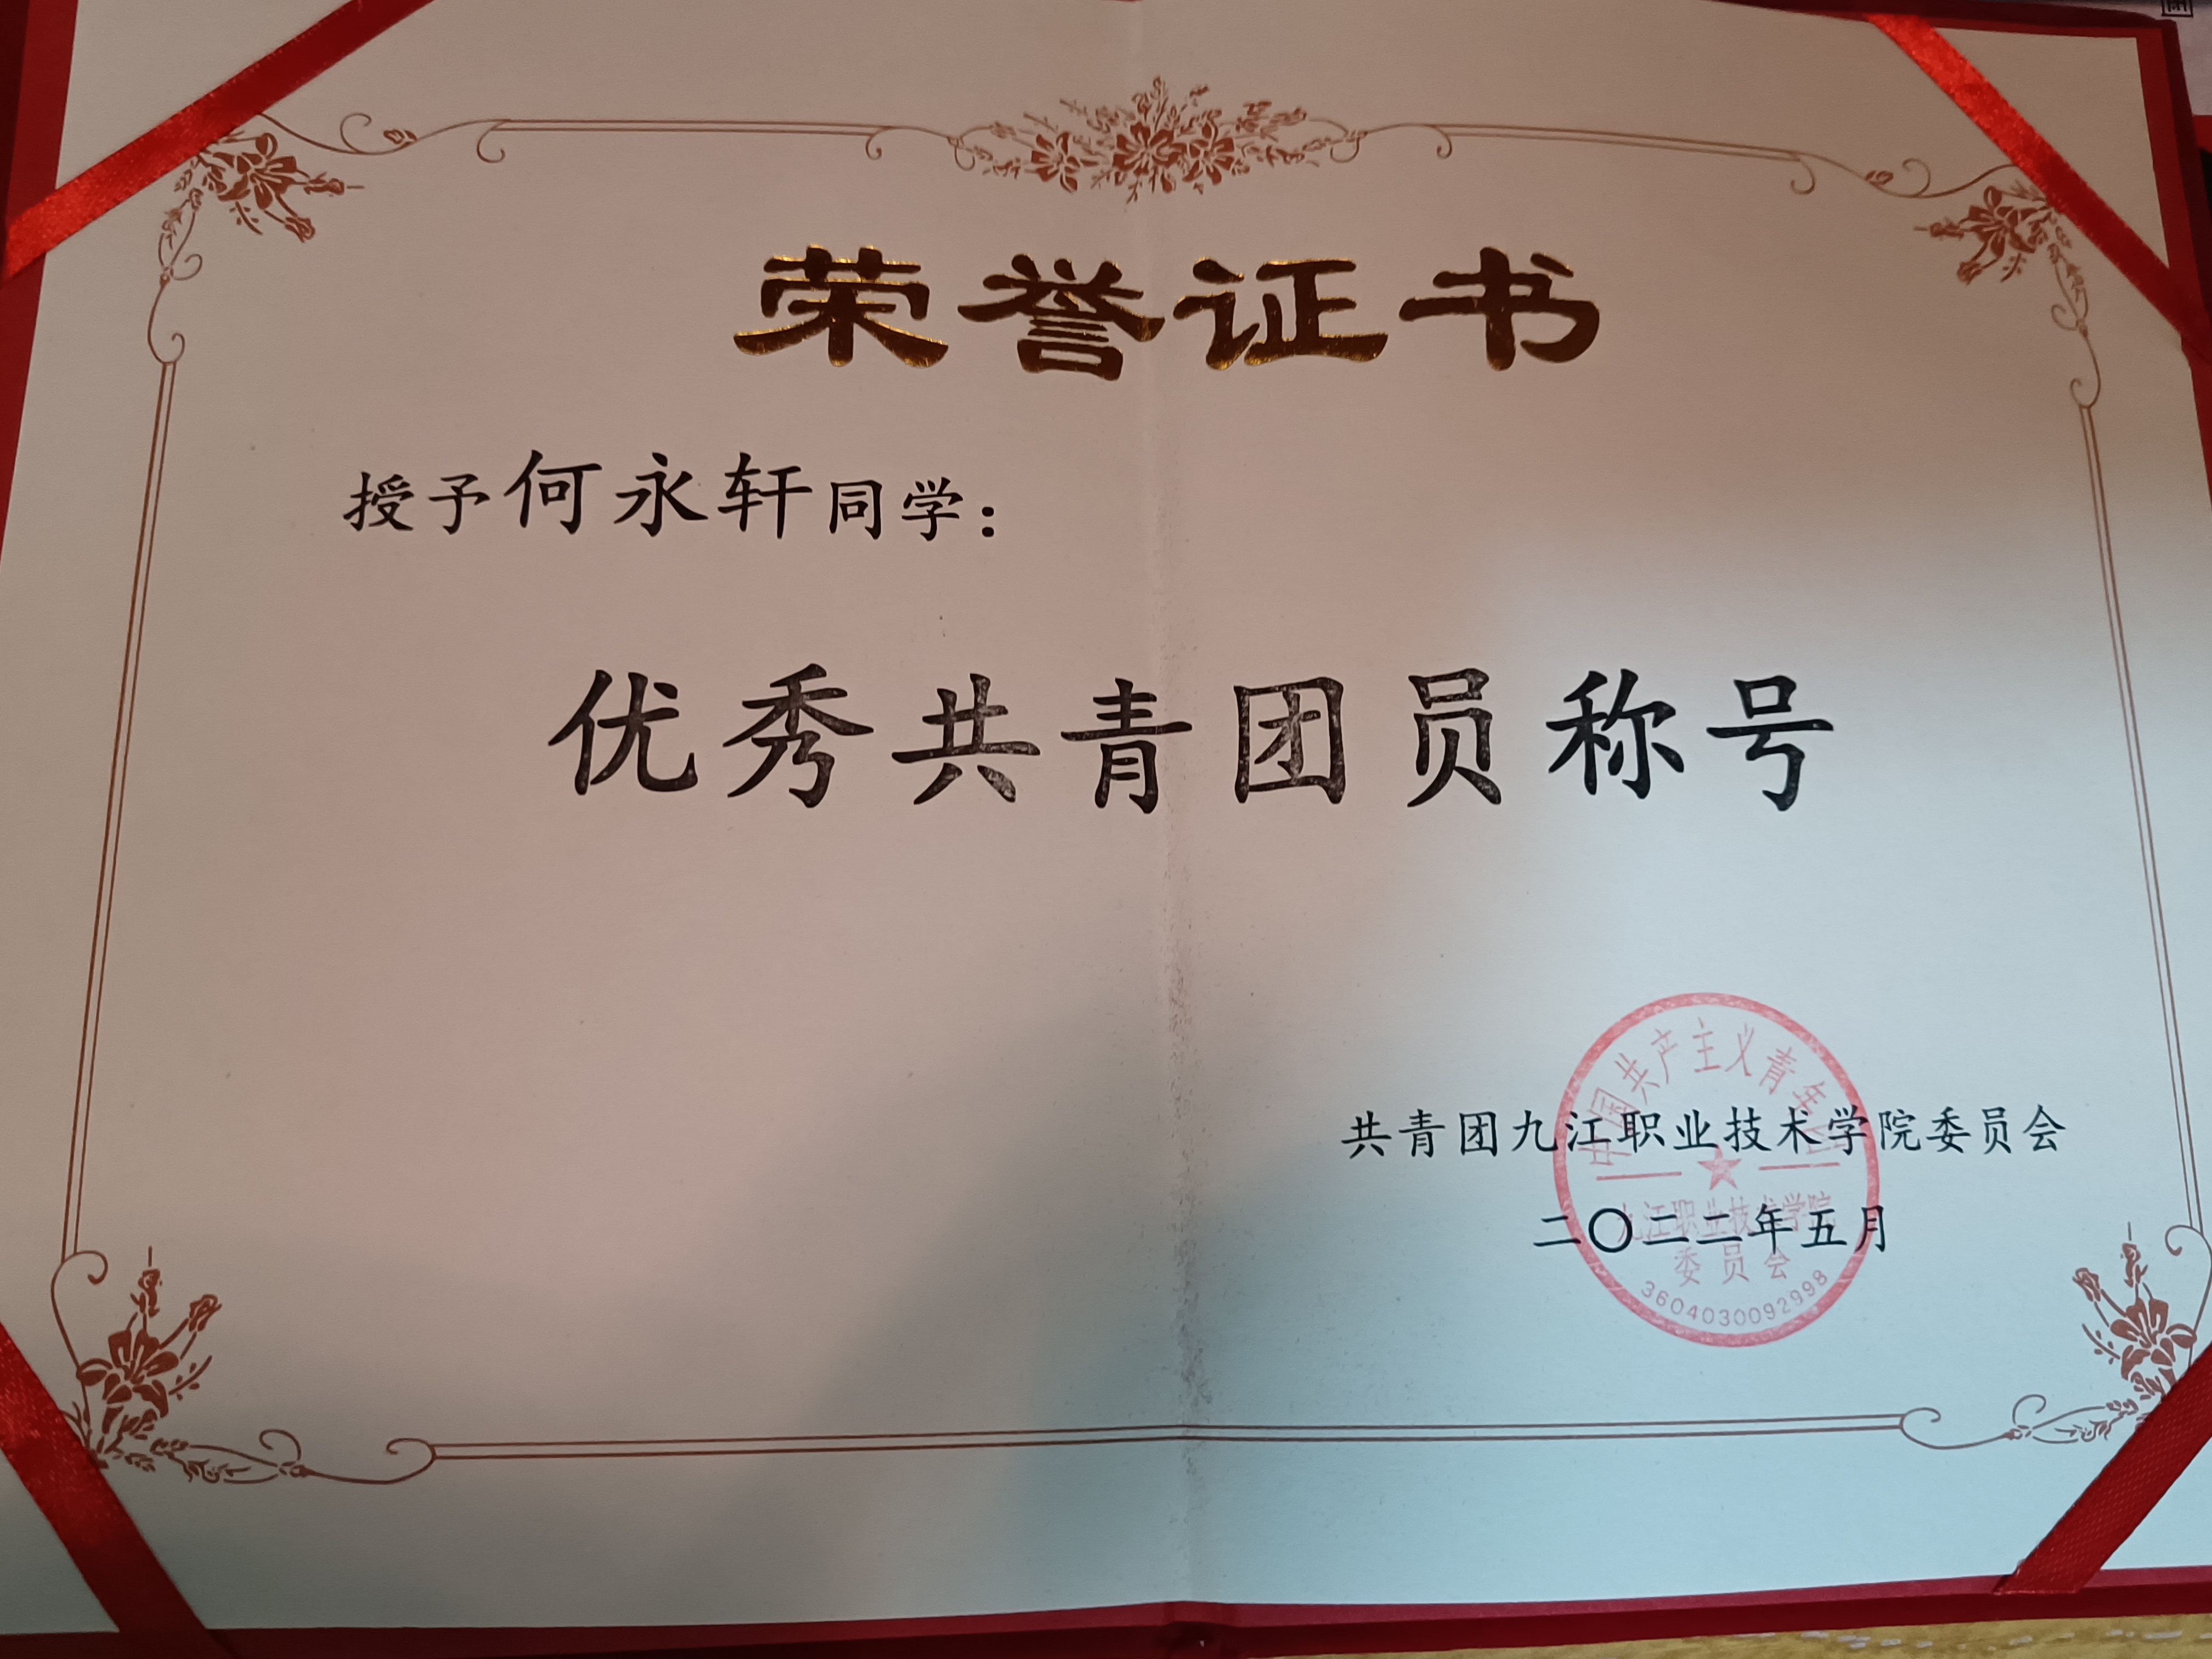 荣誉证书
授予何永轩同学：
优秀共青团员称号
共青团九江职业技术学院委员会
二〇二二年五月
中国共产主义青年
九江职业技术学院
委员会
3604030092998